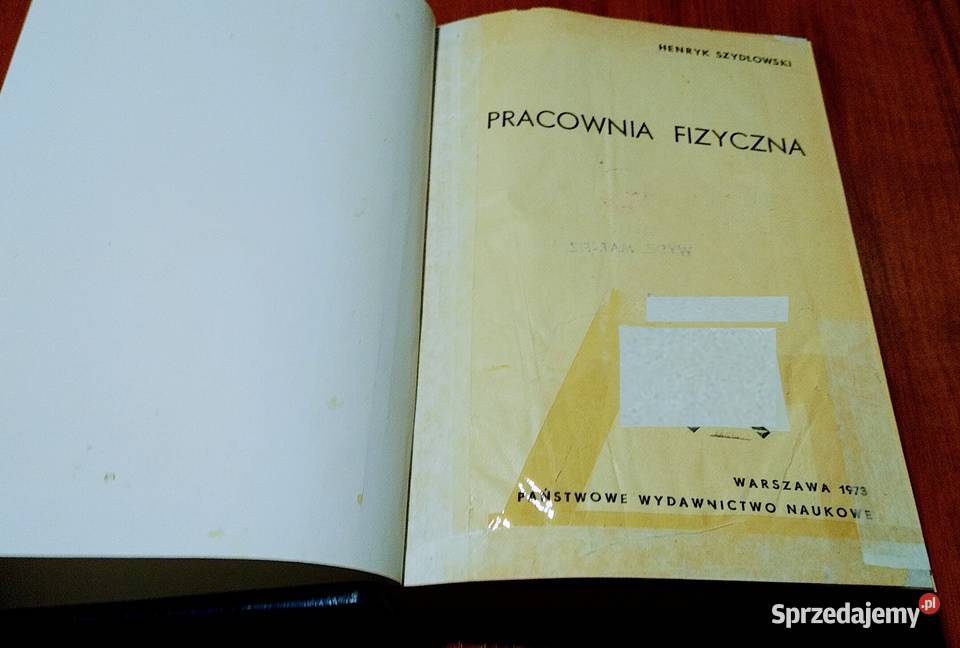 HENRYK SZYDŁOWSKI
PRACOWNIA FIZYCZNA
WARSZAWA 1973
PAŃSTWOWE WYDAWNICTWO NAUKOWE
Sprzedajemy.pl